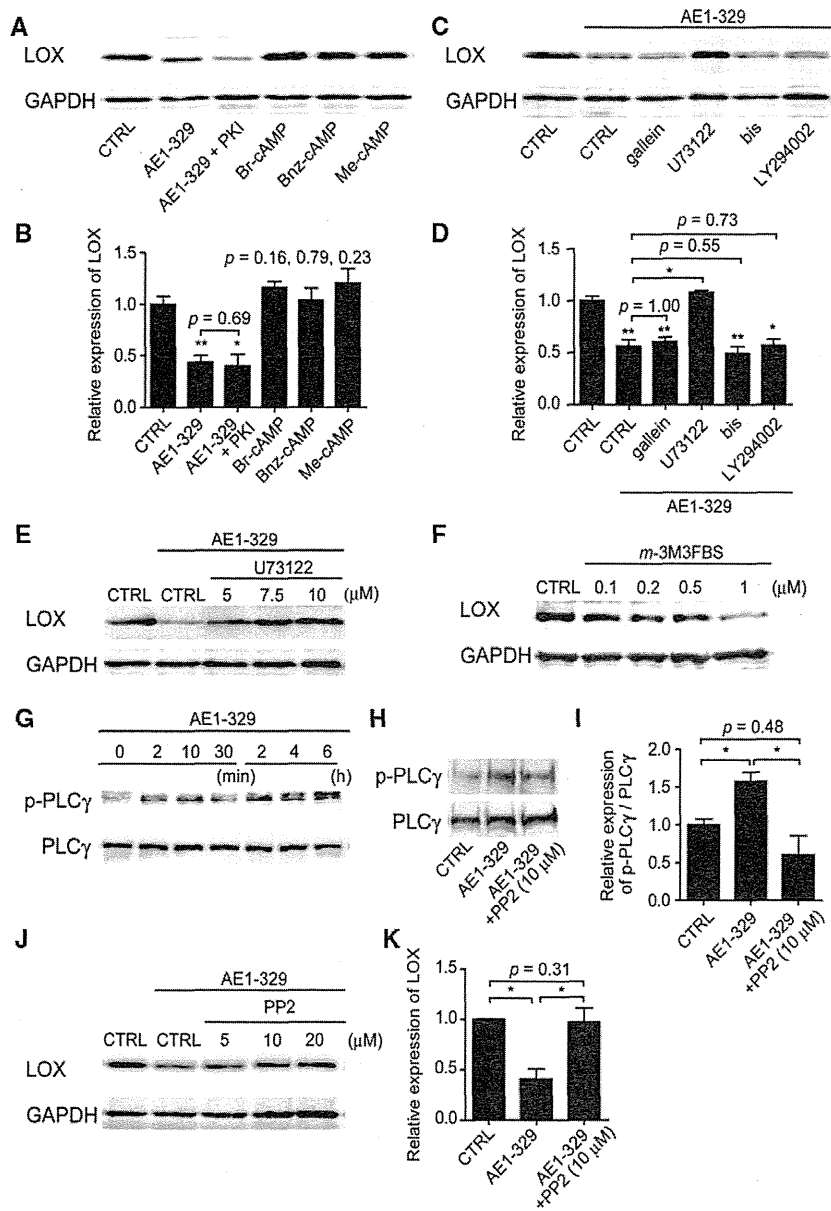 A
LOX
GAPDH
CTRL
AE1-329
AE1-329 + PKI
Br-cAMP
Bnz-cAMP
Me-cAMP
C
AE1-329
LOX
GAPDH
CTRL
CTRL
gallein
U73122
bis
LY294002
B
Relative expression of LOX
1.5
1.0
0.5
0.0
p = 0.16, 0.79, 0.23
p = 0.69
**
*
CTRL
AE1-329
AE1-329
+ PKI
Br-cAMP
Bnz-cAMP
Me-cAMP
D
Relative expression of LOX
1.5
1.0
0.5
0.0
p = 0.73
p = 0.55
*
p = 1.00
**
**
**
*
CTRL
CTRL
gallein
U73122
bis
LY294002
AE1-329
E
AE1-329
U73122
CTRL CTRL 5 7.5 10 (μM)
LOX
GAPDH
F
m-3M3FBS
CTRL 0.1 0.2 0.5 1 (μM)
LOX
GAPDH
G
AE1-329
0 2 10 30 2 4 6
(min) (h)
p-PLCγ
PLCγ
H
p-PLCγ
PLCγ
CTRL
AE1-329
AE1-329
+PP2 (10 μM)
I
Relative expression
of p-PLCγ / PLCγ
2.0
1.5
1.0
0.5
0.0
p = 0.48
* *
CTRL
AE1-329
AE1-329
+PP2 (10 μM)
J
AE1-329
PP2
CTRL CTRL 5 10 20 (μM)
LOX
GAPDH
K
Relative expression of LOX
1.5
1.0
0.5
0.0
p = 0.31
* *
CTRL
AE1-329
AE1-329
+PP2 (10 μM)